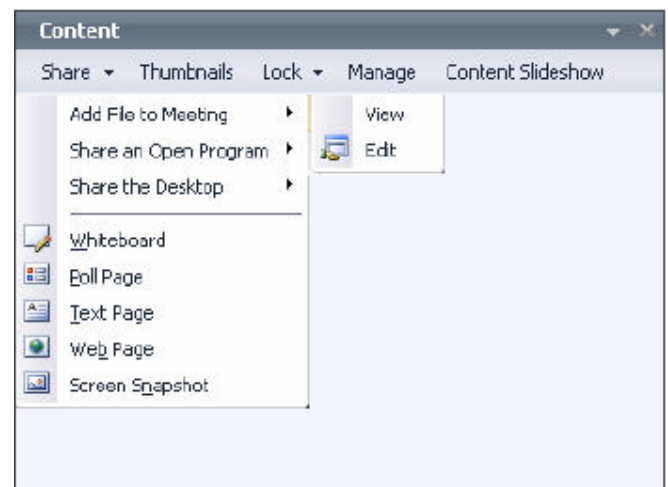 Content
Share Thumbnails Lock Manage Content Slideshow
Add File to Meeting View
Share an Open Program Edit
Share the Desktop
Whiteboard
Poll Page
Text Page
Web Page
Screen Snapshot